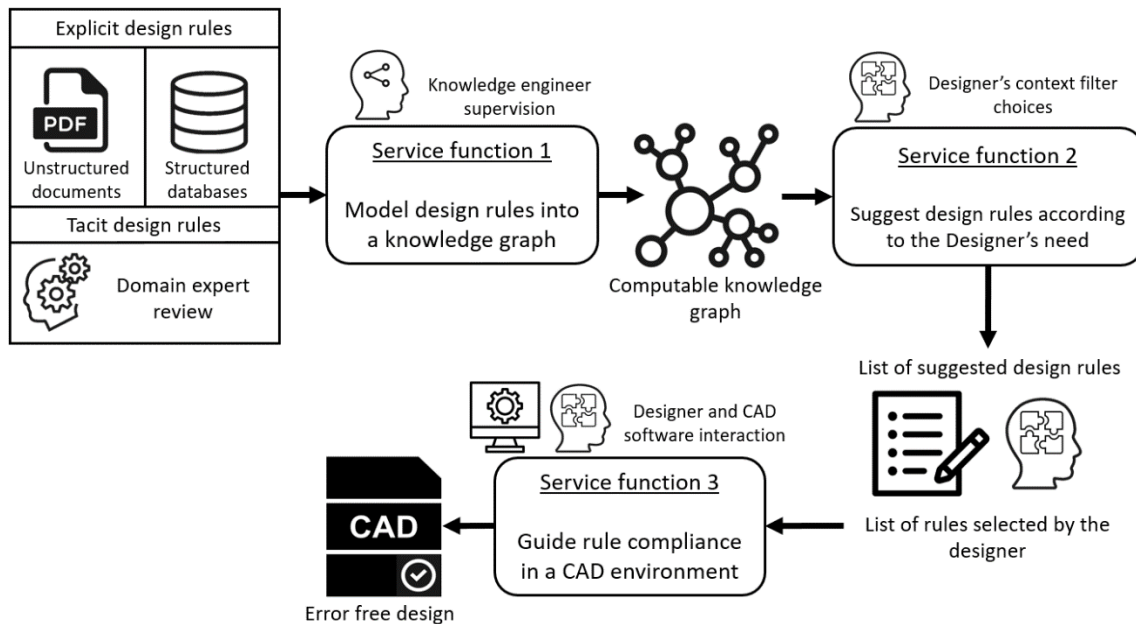 Explicit design rules
PDF
Unstructured
documents
Structured
databases
Tacit design rules
Domain expert
review
Knowledge engineer
supervision
Service function 1
Model design rules into
a knowledge graph
Computable knowledge
graph
Designer’s context filter
choices
Service function 2
Suggest design rules according
to the Designer’s need
List of suggested design rules
List of rules selected by the
designer
Designer and CAD
software interaction
Service function 3
Guide rule compliance
in a CAD environment
CAD
Error free design